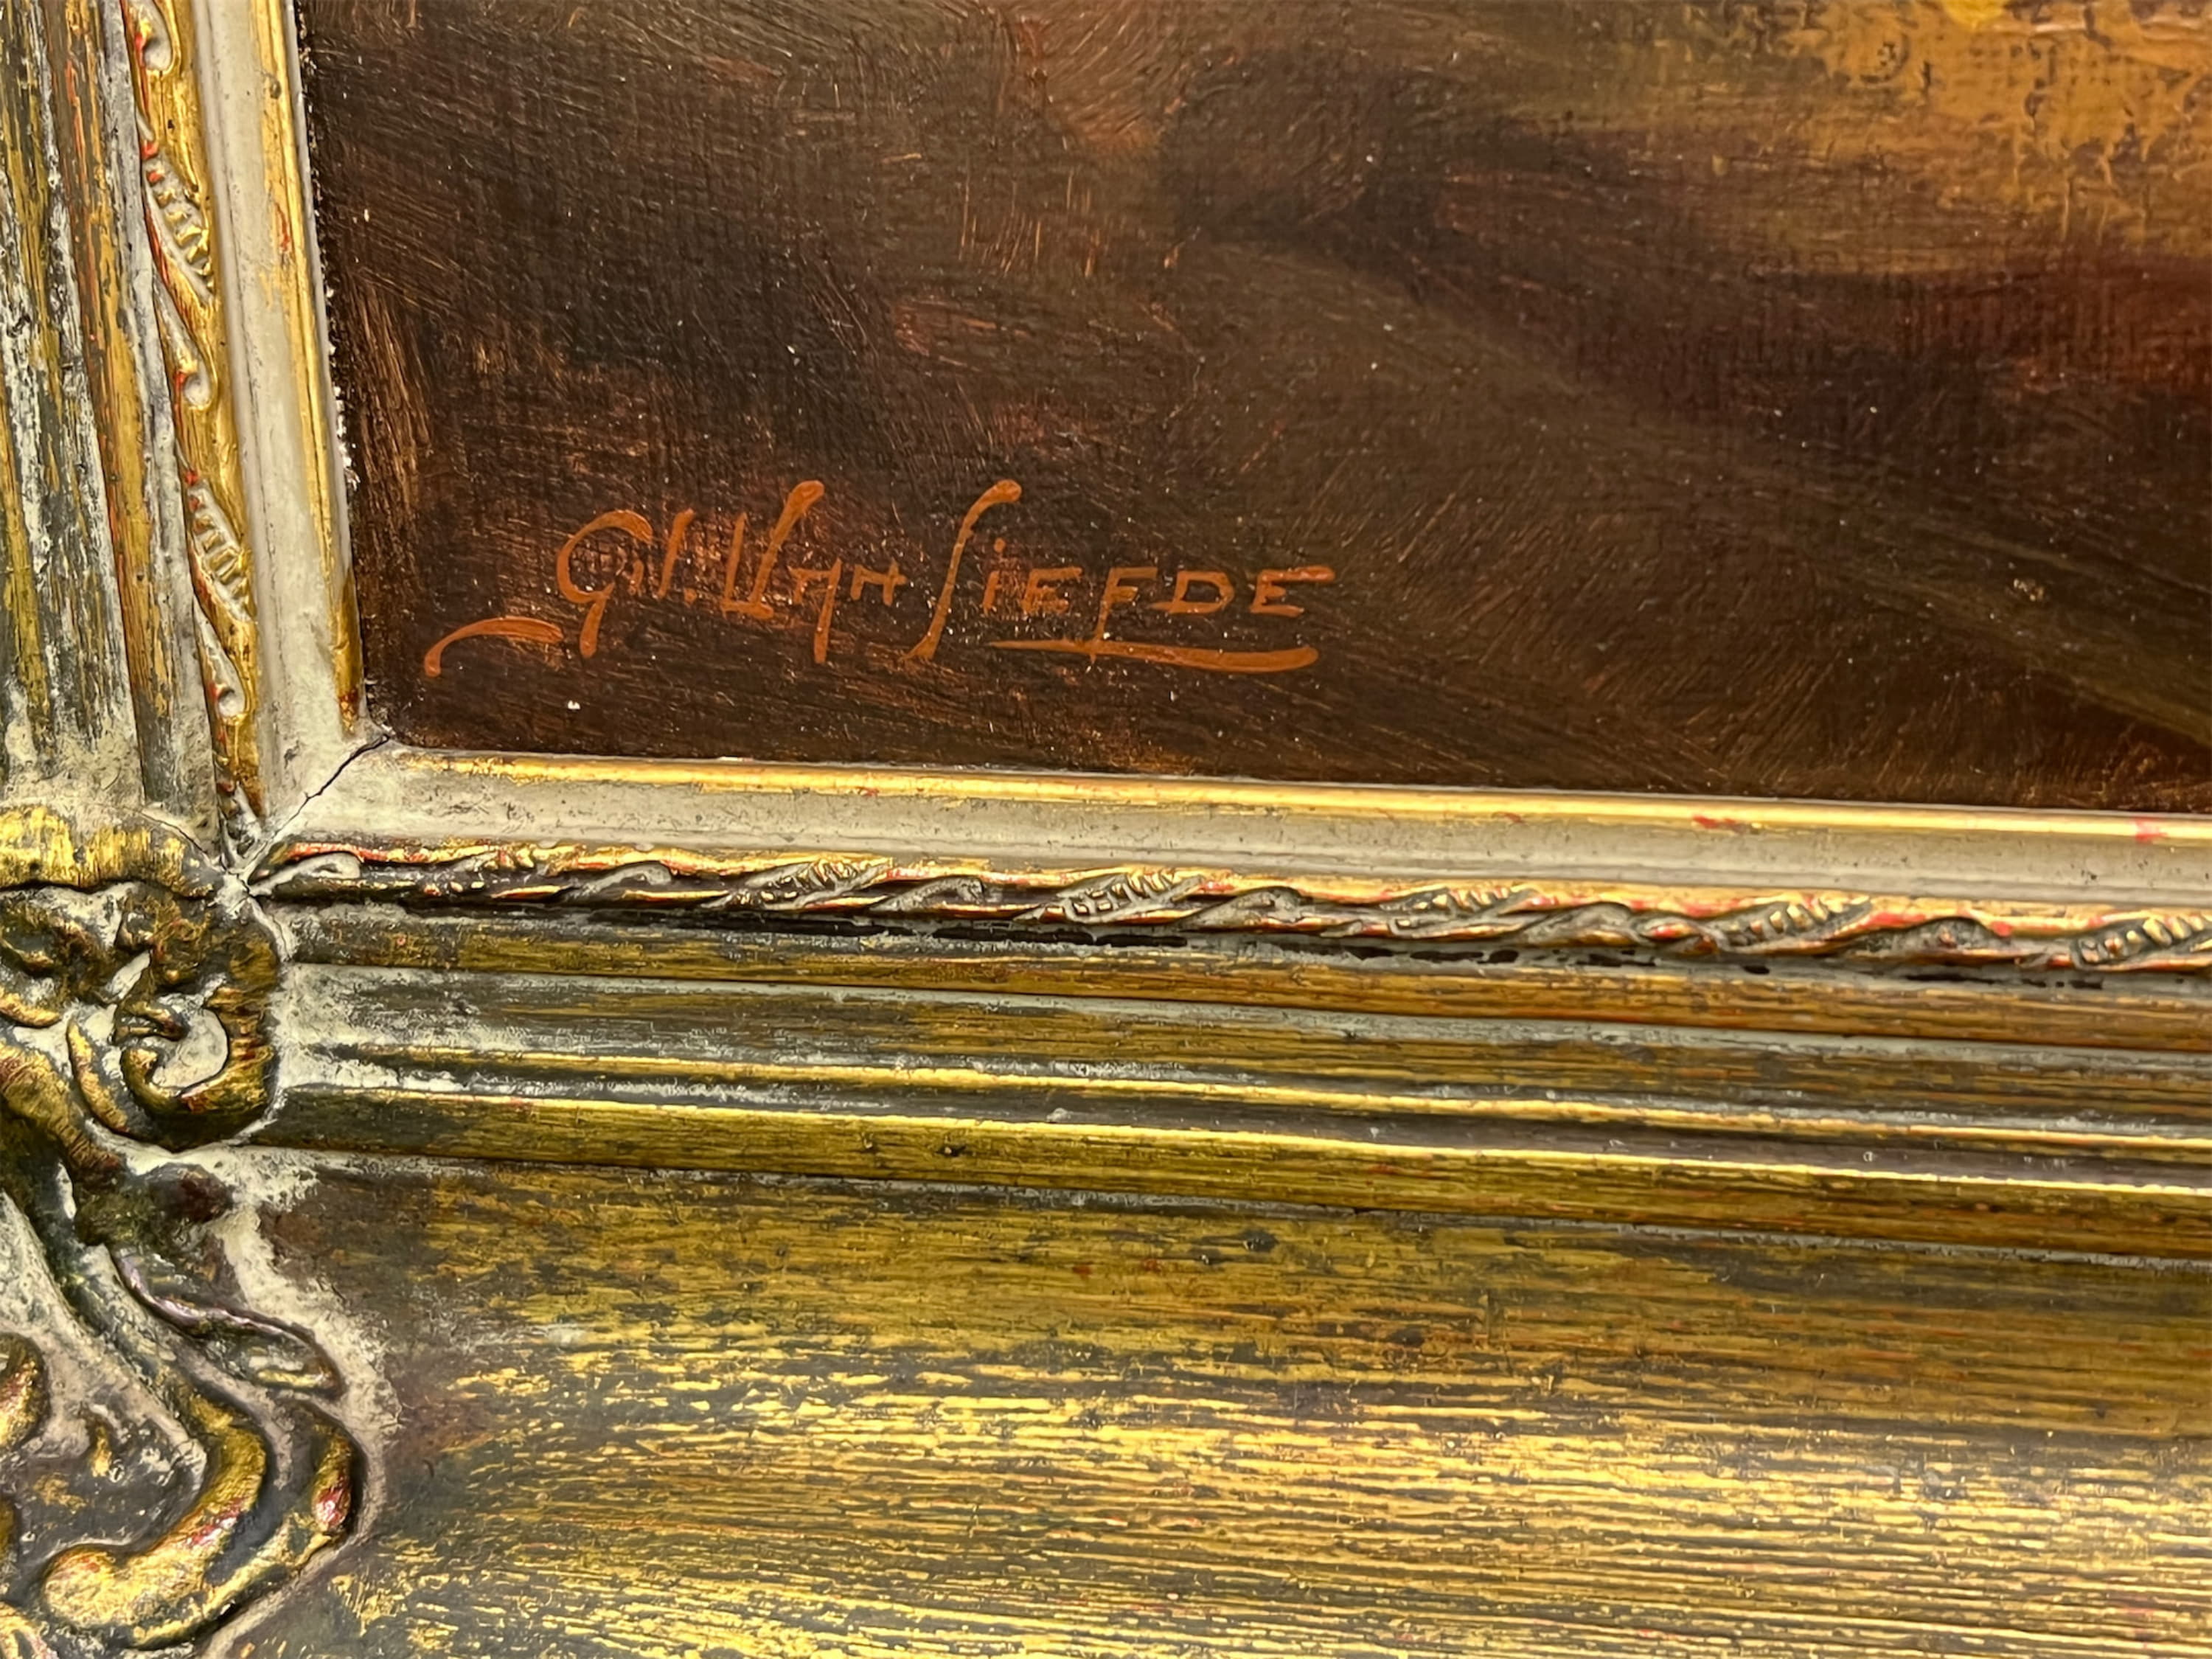 G.V. Van Siefde